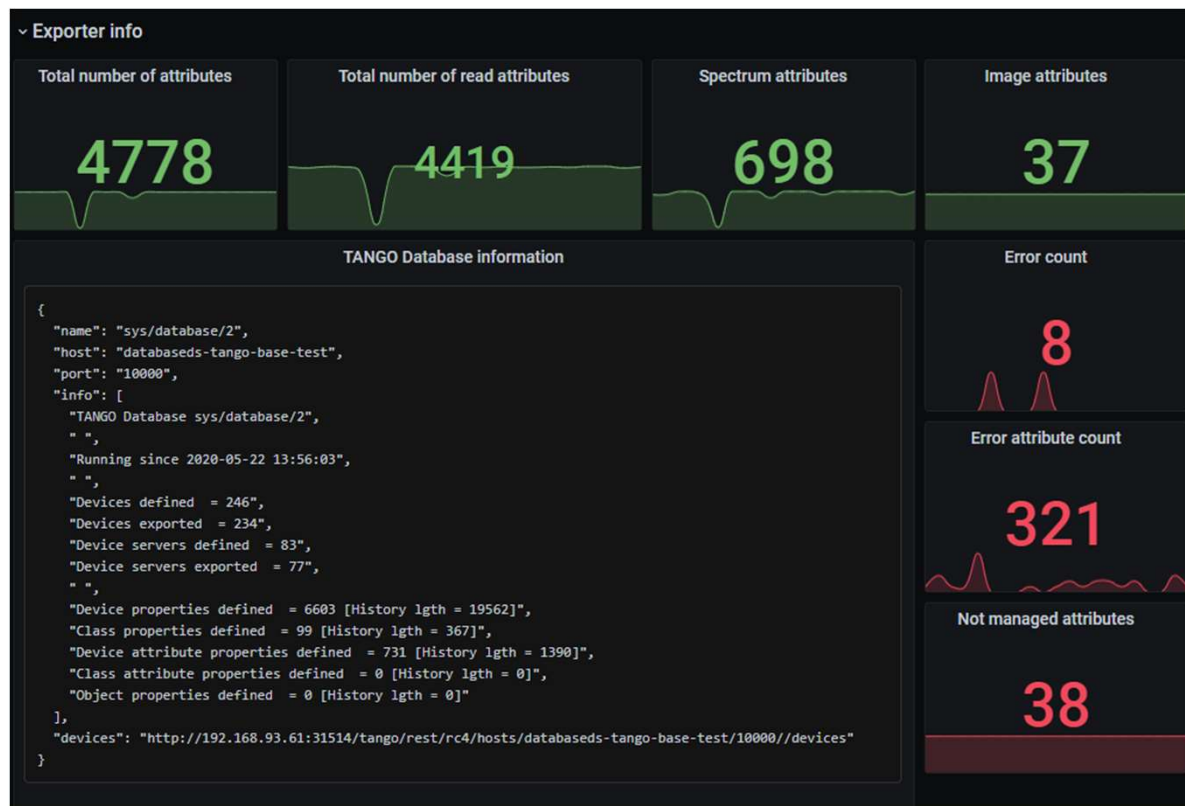 Exporter info
Total number of attributes
4778
Total number of read attributes
4419
Spectrum attributes
698
Image attributes
37
TANGO Database information
{
  "name": "sys/database/2",
  "host": "databaseds-tango-base-test",
  "port": "10000",
  "info": [
    "TANGO Database sys/database/2",
    " ",
    "Running since 2020-05-22 13:56:03",
    " ",
    "Devices defined  = 246",
    "Devices exported  = 234",
    "Device servers defined  = 83",
    "Device servers exported  = 77",
    " ",
    "Device properties defined  = 6603 [History lgth = 19562]",
    "Class properties defined  = 99 [History lgth = 367]",
    "Device attribute properties defined  = 731 [History lgth = 1390]",
    "Class attribute properties defined  = 0 [History lgth = 0]",
    "Object properties defined  = 0 [History lgth = 0]"
  ],
  "devices": "http://192.168.93.61:31514/tango/rest/rc4/hosts/databaseds-tango-base-test/10000//devices"
}
Error count
8
Error attribute count
321
Not managed attributes
38